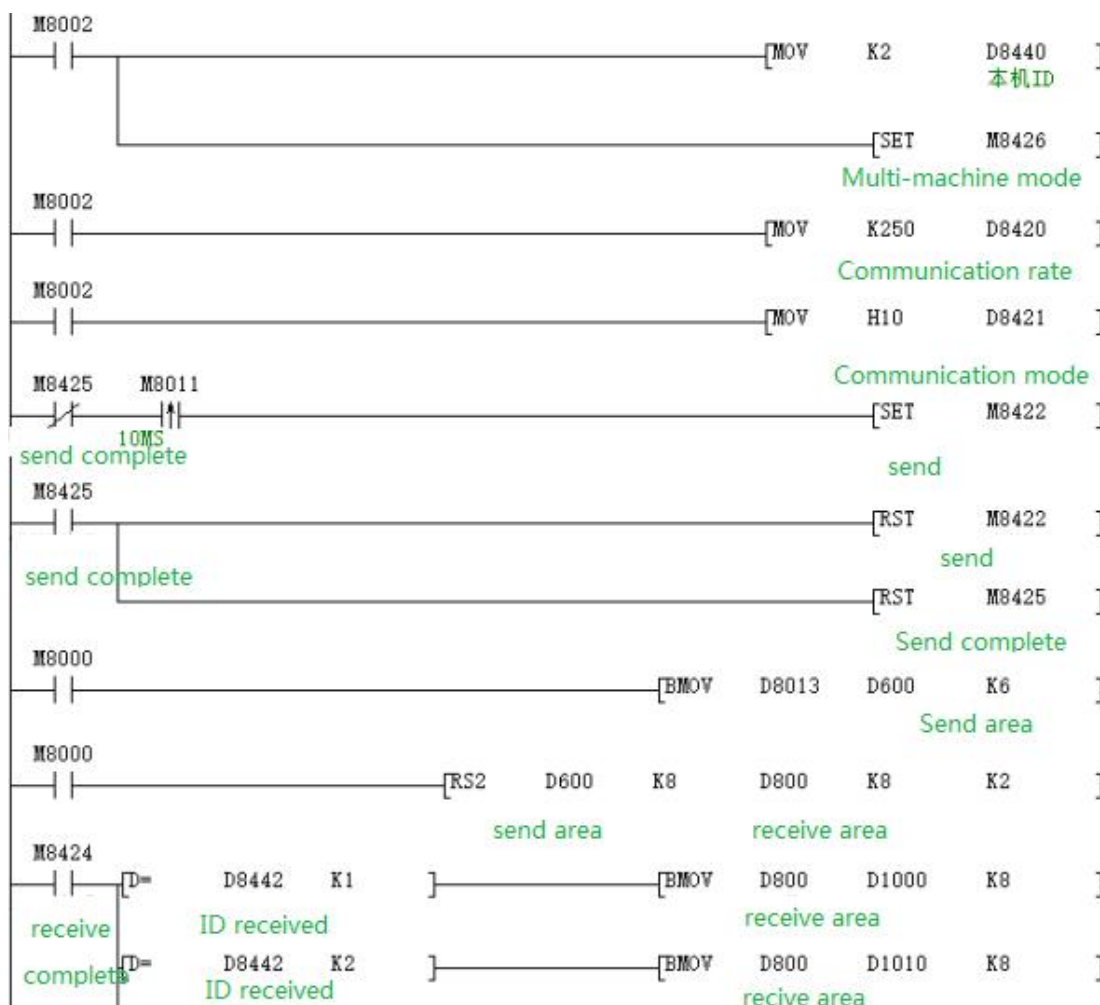 M8002
[MOV K2 D8440 ]
本机ID
[SET M8426 ]
Multi-machine mode
M8002
[MOV K250 D8420 ]
Communication rate
M8002
[MOV H10 D8421 ]
Communication mode
M8425 M8011
[SET M8422 ]
10MS
send complete
send
M8425
[RST M8422 ]
send
send complete
[RST M8425 ]
Send complete
M8000
[BMOV D8013 D600 K6 ]
Send area
M8000
[RS2 D600 K8 D800 K8 K2 ]
send area receive area
M8424
[D= D8442 K1 ] [BMOV D800 D1000 K8 ]
receive ID received receive area
complete [D= D8442 K2 ] [BMOV D800 D1010 K8 ]
ID received recive area